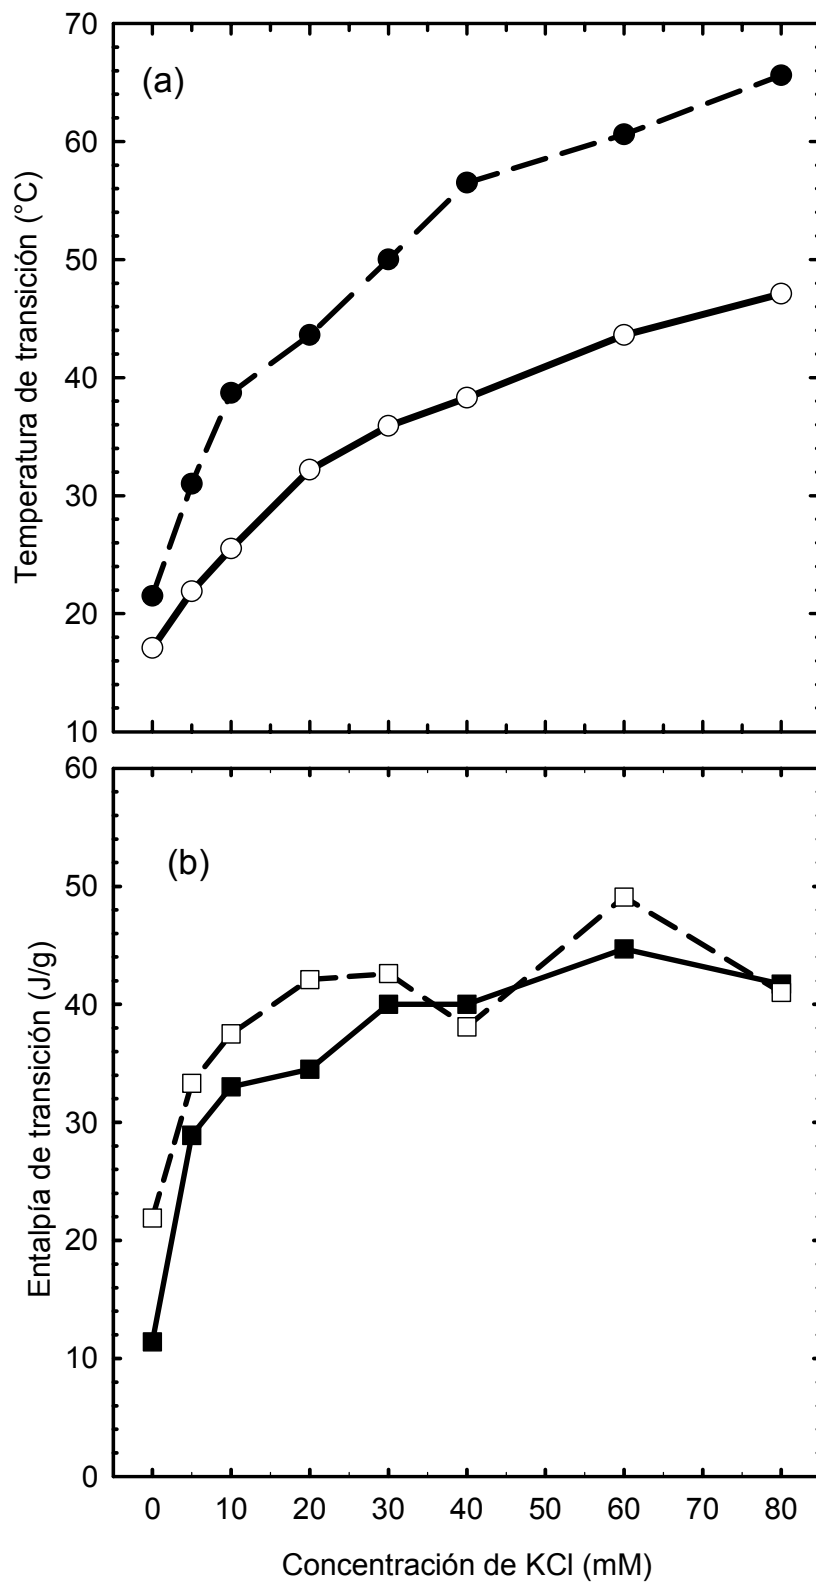 70
(a)
60
50
40
30
20
10
Temperatura de transición (°C)
60
(b)
50
40
30
20
10
0
Entalpía de transición (J/g)
0 10 20 30 40 50 60 70 80
Concentración de KCl (mM)